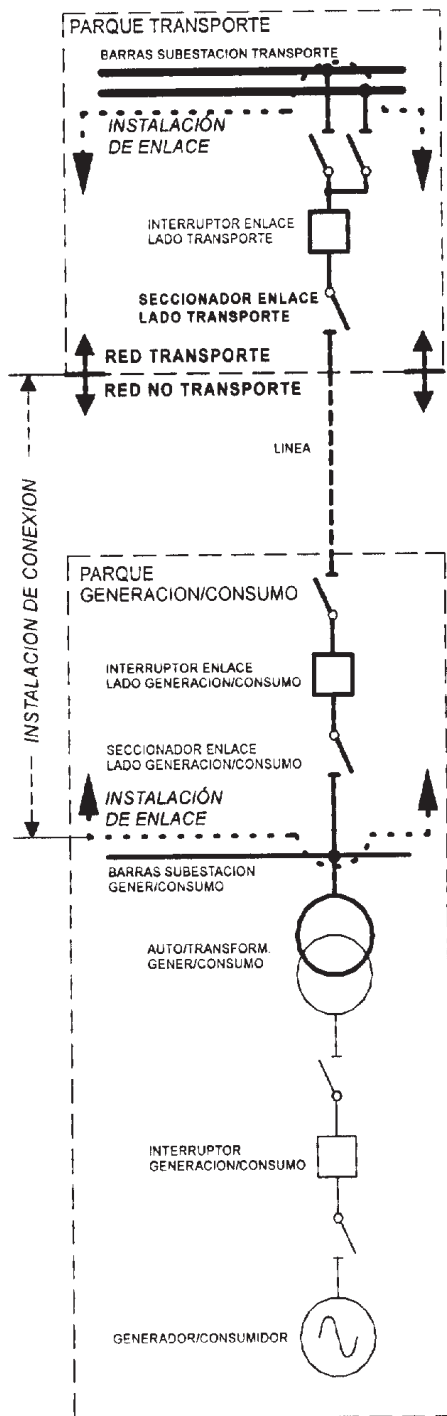 PARQUE TRANSPORTE
BARRAS SUBESTACION TRANSPORTE
INSTALACIÓN
DE ENLACE
INTERRUPTOR ENLACE
LADO TRANSPORTE
SECCIONADOR ENLACE
LADO TRANSPORTE
RED TRANSPORTE
RED NO TRANSPORTE
LINEA
INSTALACION DE CONEXION
PARQUE
GENERACION/CONSUMO
INTERRUPTOR ENLACE
LADO GENERACION/CONSUMO
SECCIONADOR ENLACE
LADO GENERACION/CONSUMO
INSTALACIÓN
DE ENLACE
BARRAS SUBESTACION
GENER/CONSUMO
AUTO/TRANSFORM.
GENER/CONSUMO
INTERRUPTOR
GENERACION/CONSUMO
GENERADOR/CONSUMIDOR